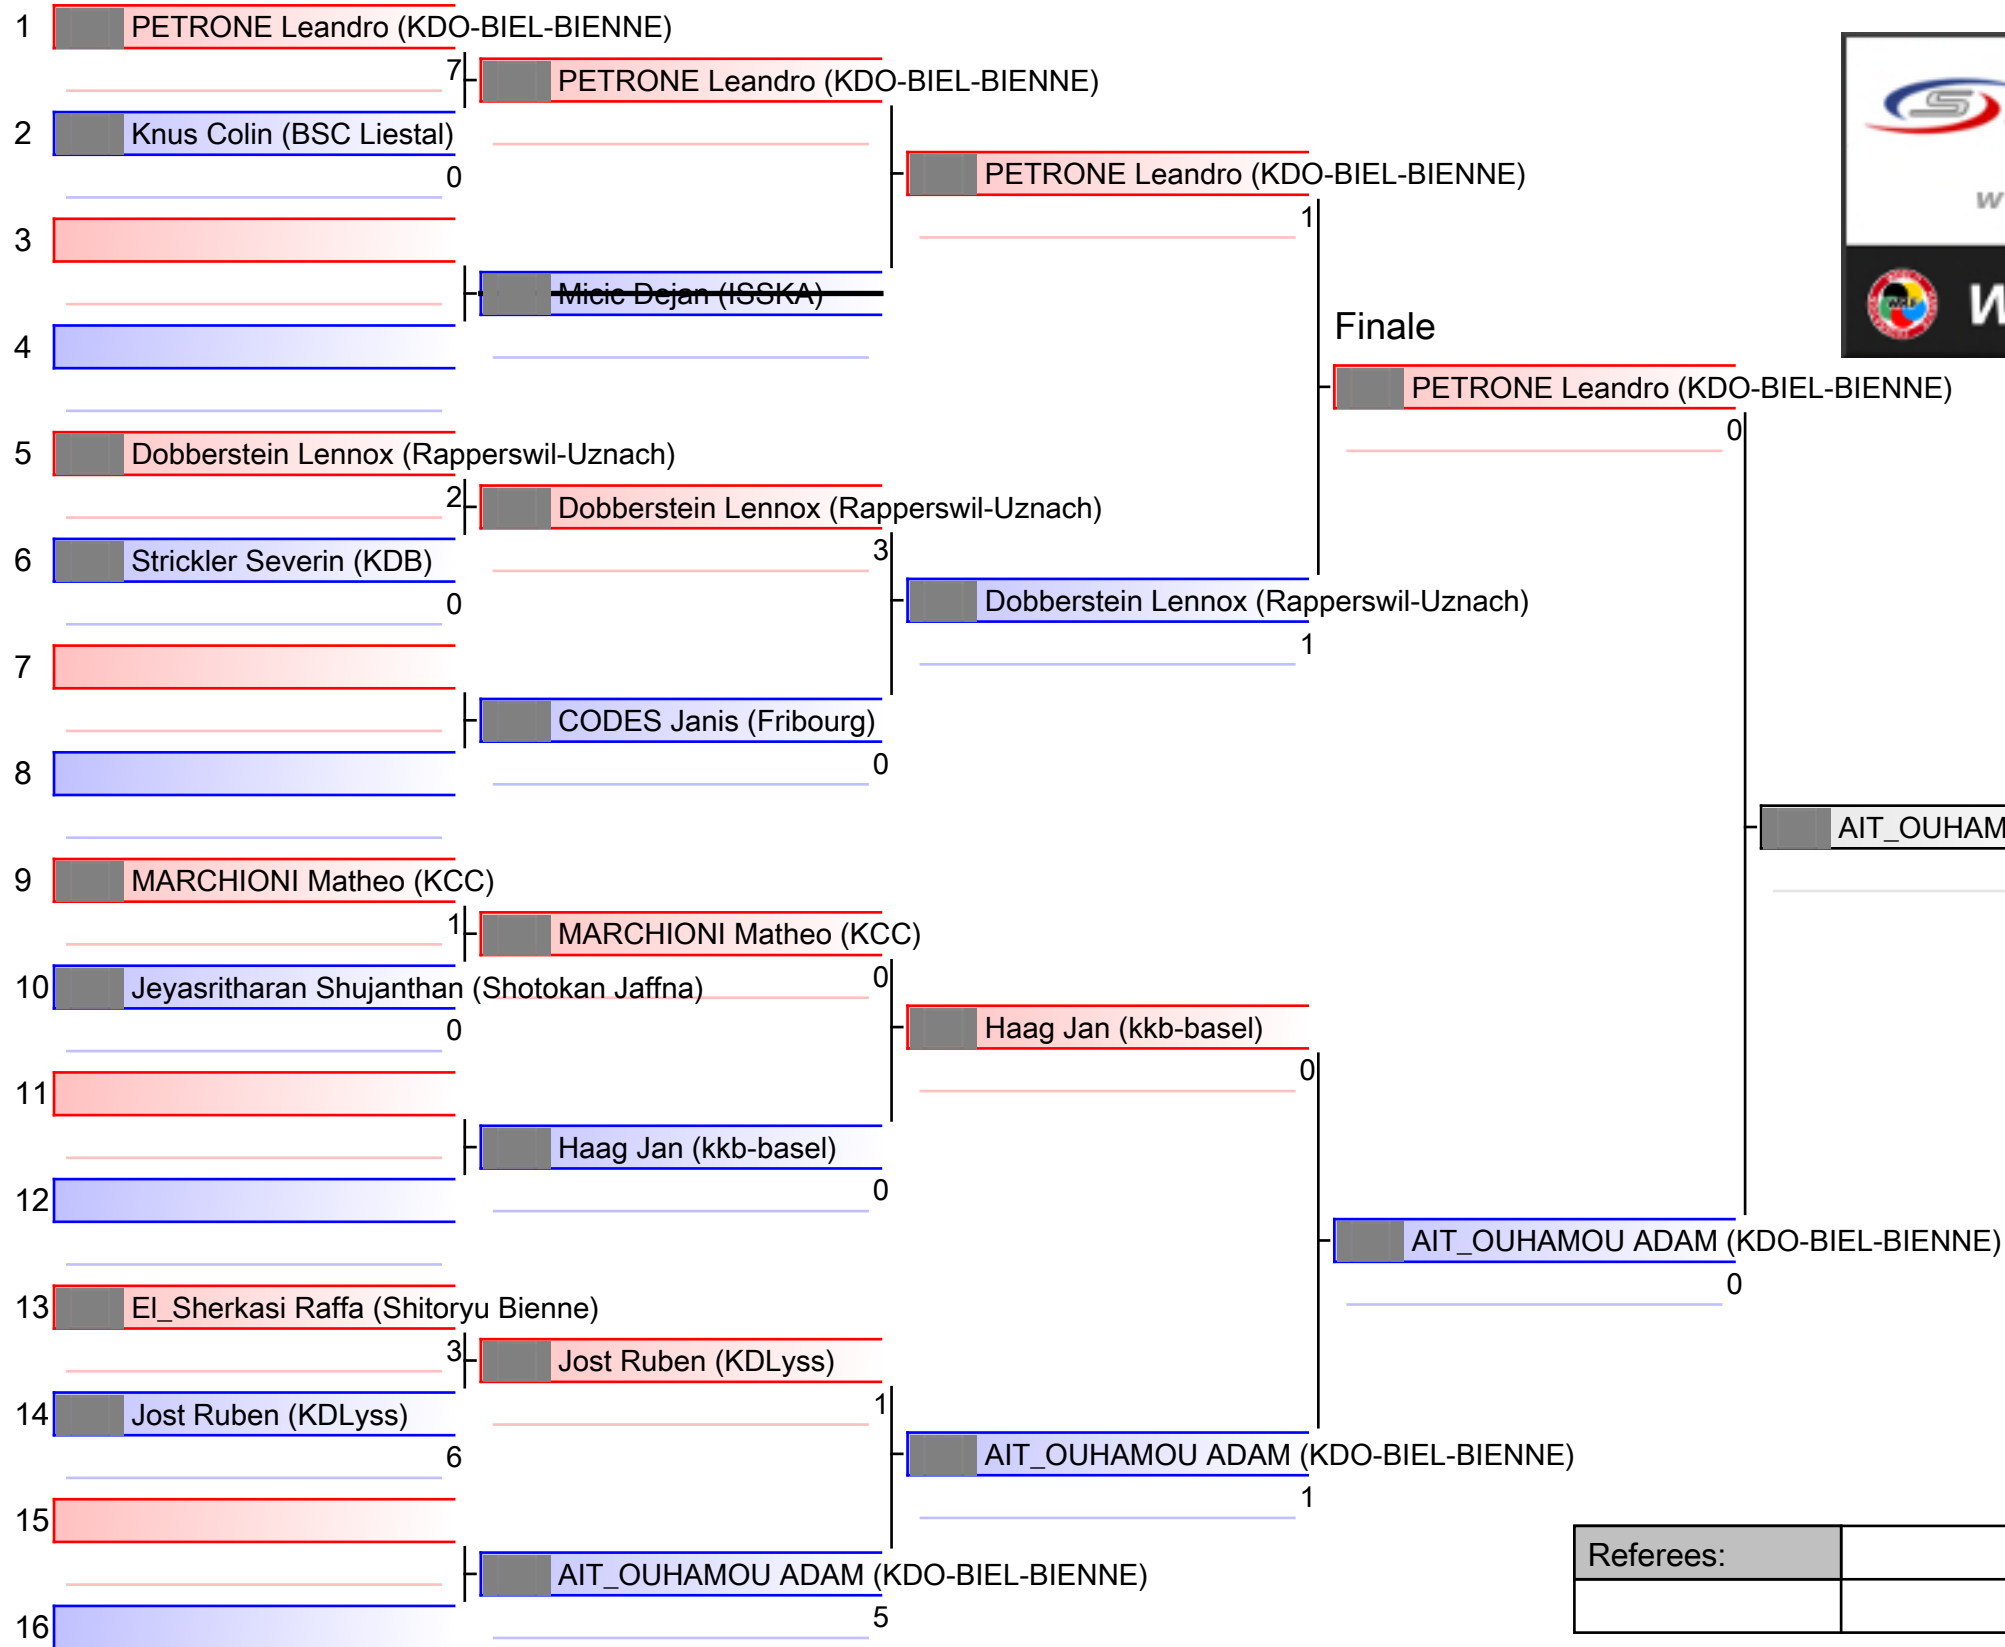 1 PETRONE Leandro (KDO-BIEL-BIENNE)
7
PETRONE Leandro (KDO-BIEL-BIENNE)
2 Knus Colin (BSC Liestal)
0
PETRONE Leandro (KDO-BIEL-BIENNE)
1
3
Micic Dejan (ISSKA)
4
Finale
PETRONE Leandro (KDO-BIEL-BIENNE)
0
5 Dobberstein Lennox (Rapperswil-Uznach)
2
Dobberstein Lennox (Rapperswil-Uznach)
3
6 Strickler Severin (KDB)
0
Dobberstein Lennox (Rapperswil-Uznach)
1
7
CODES Janis (Fribourg)
0
8
AIT_OUHAM
9 MARCHIONI Matheo (KCC)
1
MARCHIONI Matheo (KCC)
0
10 Jeyasritharan Shujanthan (Shotokan Jaffna)
0
Haag Jan (kkb-basel)
0
11
Haag Jan (kkb-basel)
0
12
AIT_OUHAMOU ADAM (KDO-BIEL-BIENNE)
0
13 El_Sherkasi Raffa (Shitoryu Bienne)
3
Jost Ruben (KDLyss)
1
14 Jost Ruben (KDLyss)
6
AIT_OUHAMOU ADAM (KDO-BIEL-BIENNE)
1
15
AIT_OUHAMOU ADAM (KDO-BIEL-BIENNE)
5
16
Referees: